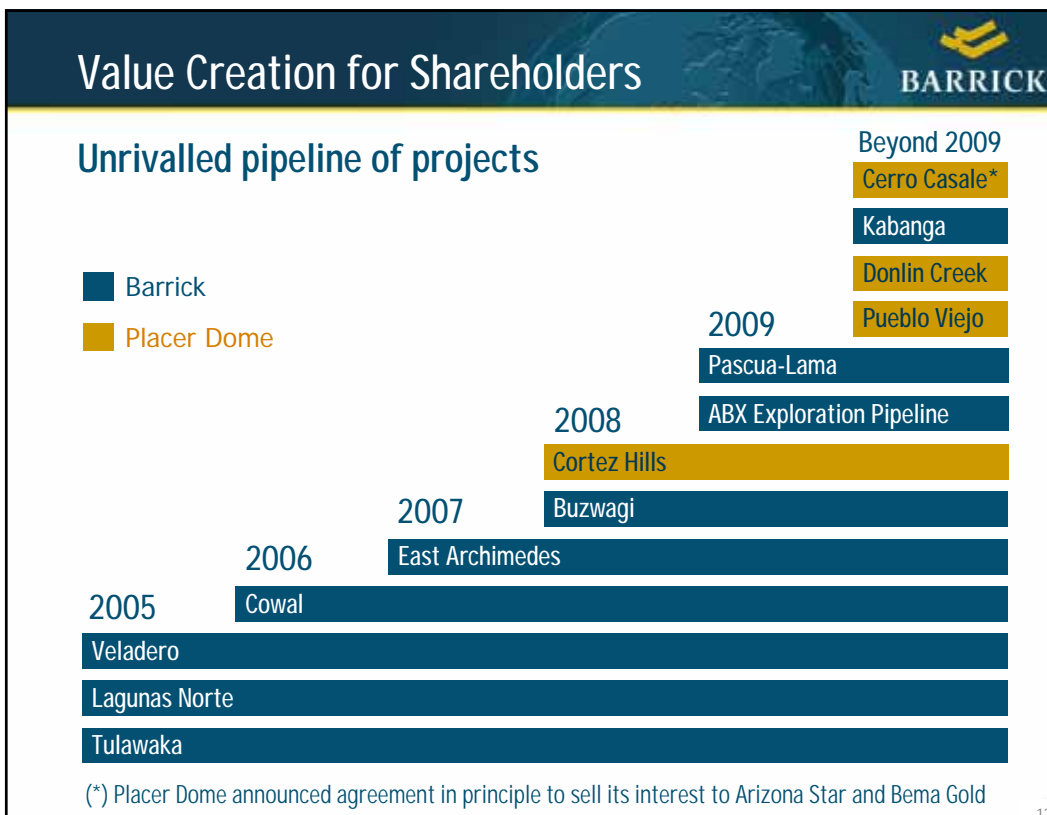 Value Creation for Shareholders
BARRICK
Unrivalled pipeline of projects
Beyond 2009
Cerro Casale*
Kabanga
Donlin Creek
Pueblo Viejo
Barrick
Placer Dome
2009
Pascua-Lama
ABX Exploration Pipeline
2008
Cortez Hills
Buzwagi
2007
East Archimedes
2006
Cowal
2005
Veladero
Lagunas Norte
Tulawaka
(*) Placer Dome announced agreement in principle to sell its interest to Arizona Star and Bema Gold